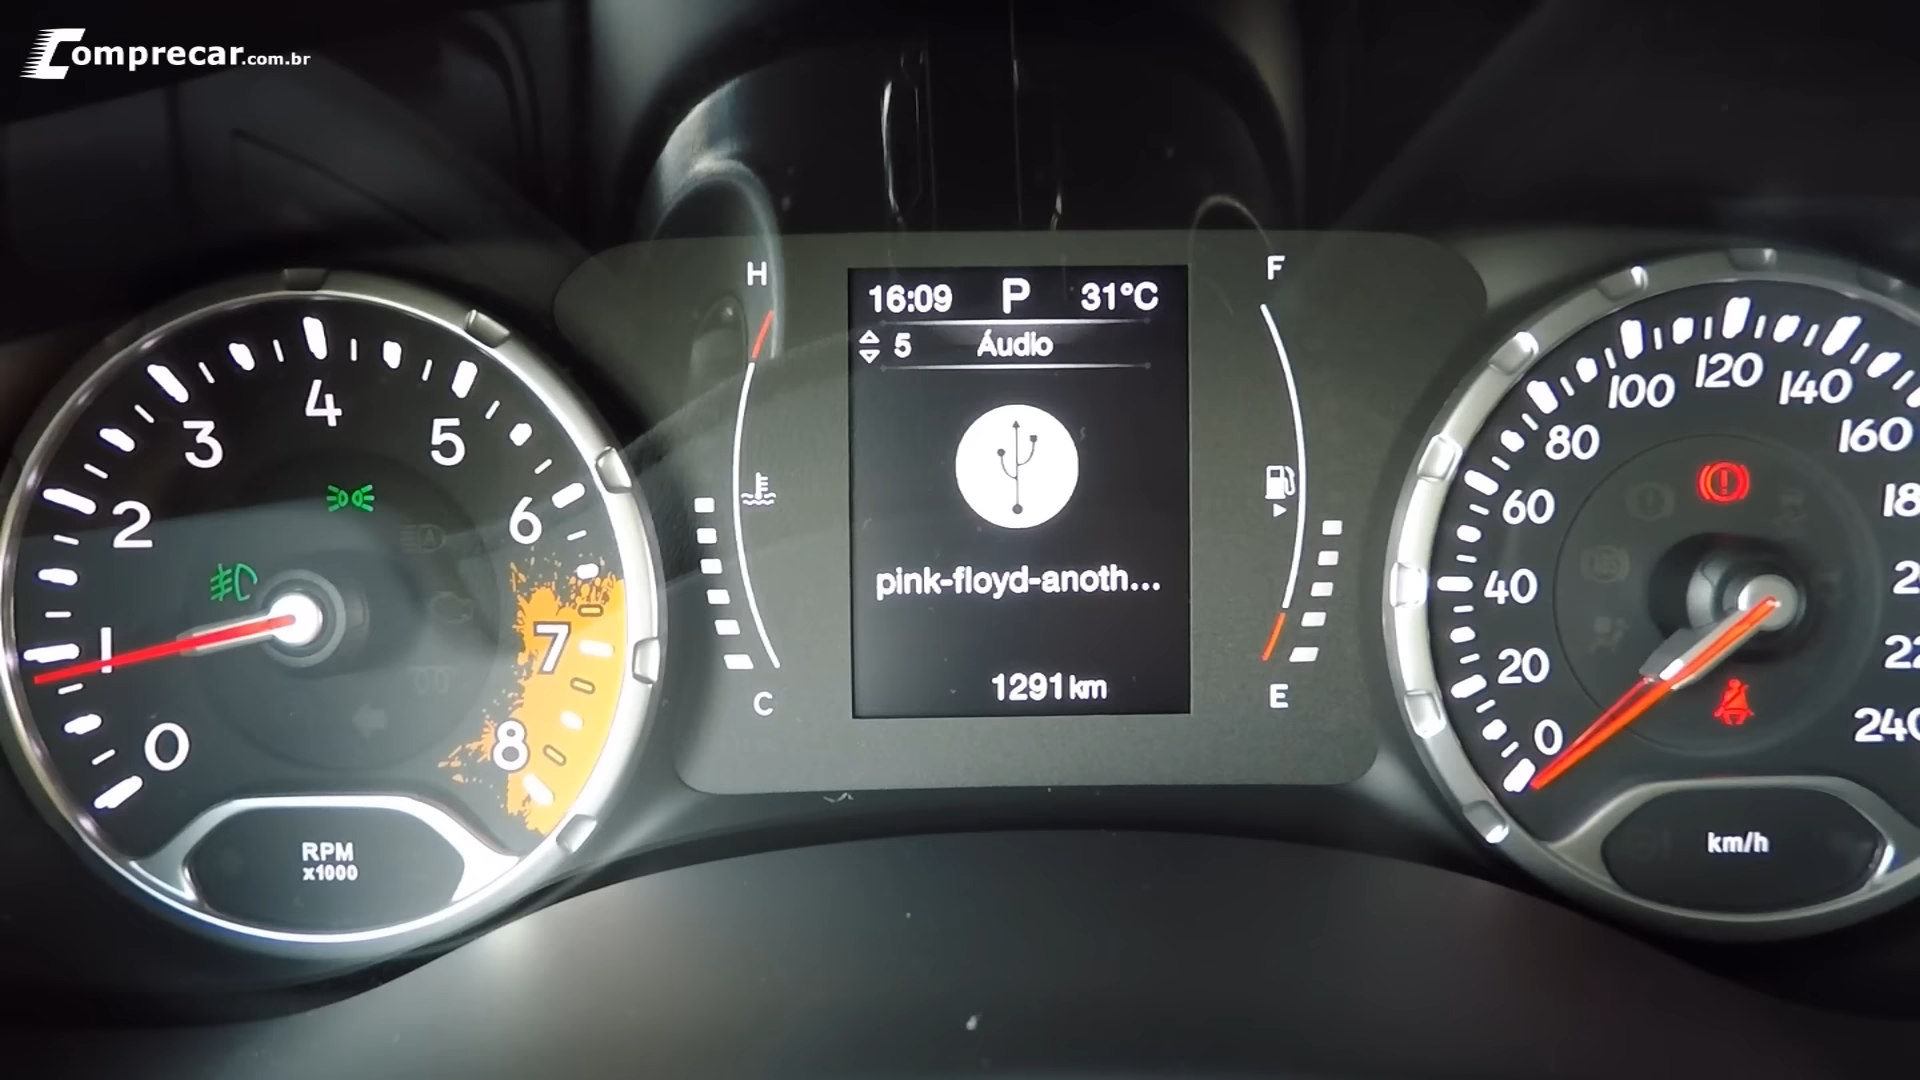 Comprecar.com.br
16:09 P 31°C
5 Áudio
pink-floyd-anoth...
1291 km
H
C
F
E
0
1
2
3
4
5
6
7
8
RPM
x1000
0
20
40
60
80
100
120
140
160
240
km/h